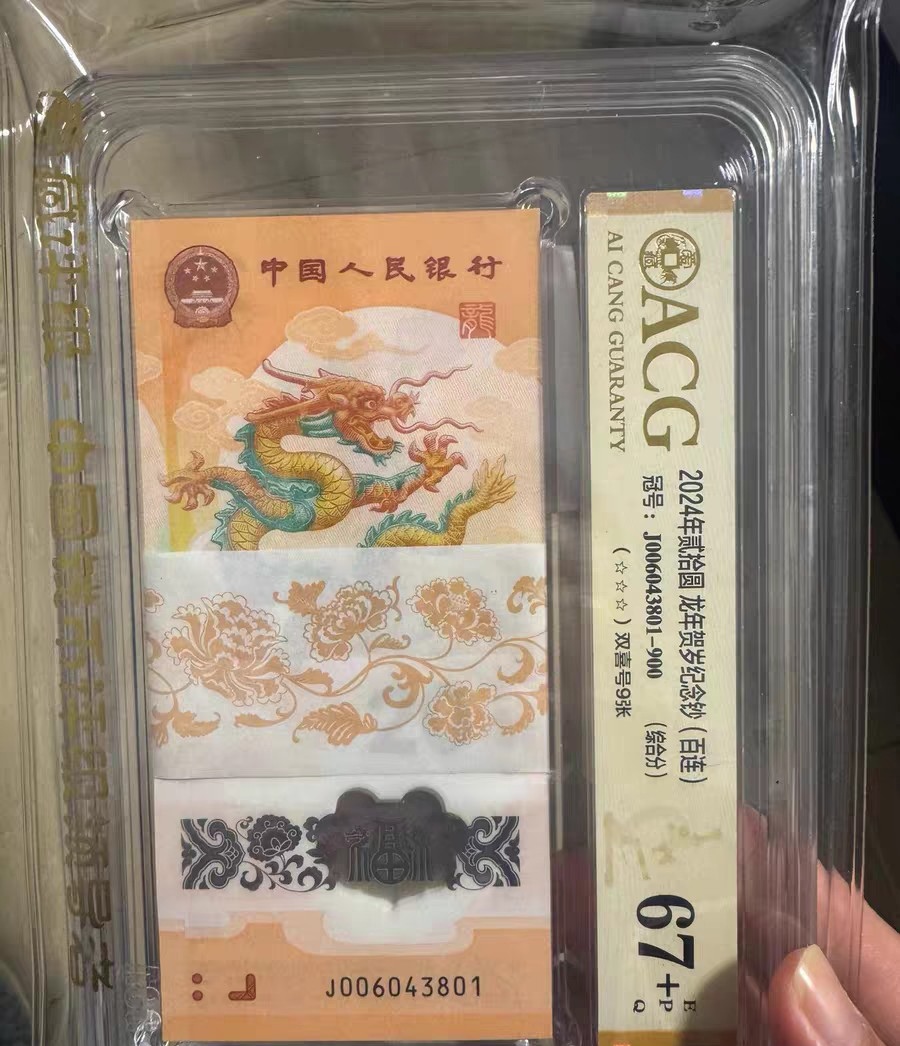 中国人民银行
龍
福
J006043801
ACG
AI CANG GUARANTY
2024年贰拾圆 龙年贺岁纪念钞（百连）
冠号：J006043801-900 （综合分）
（☆☆☆）双喜号9张
67+
E
P
Q